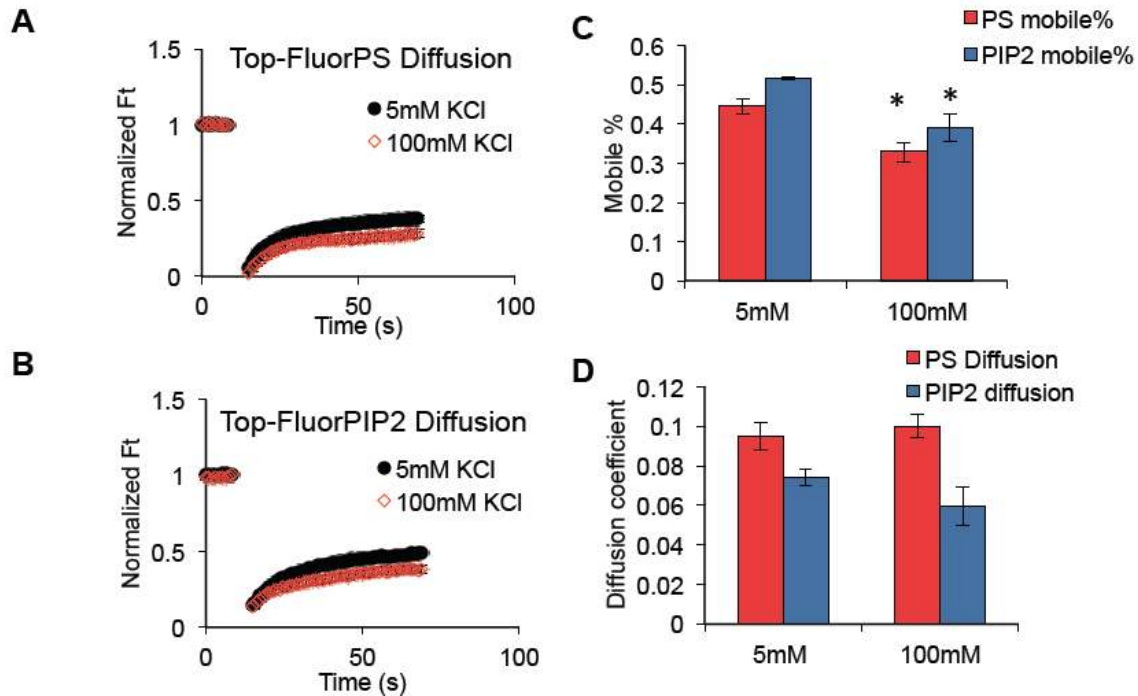 A
Top-FluorPS Diffusion
5mM KCl
100mM KCl
Normalized Ft
1.5
1
0.5
0
0
50
100
Time (s)
B
Top-FluorPIP2 Diffusion
5mM KCl
100mM KCl
Normalized Ft
1.5
1
0.5
0
0
50
100
Time (s)
C
PS mobile%
PIP2 mobile%
Mobile %
0.6
0.5
0.4
0.3
0.2
0.1
0
* *
5mM
100mM
D
PS Diffusion
PIP2 diffusion
Diffusion coefficient
0.12
0.1
0.08
0.06
0.04
0.02
0
5mM
100mM